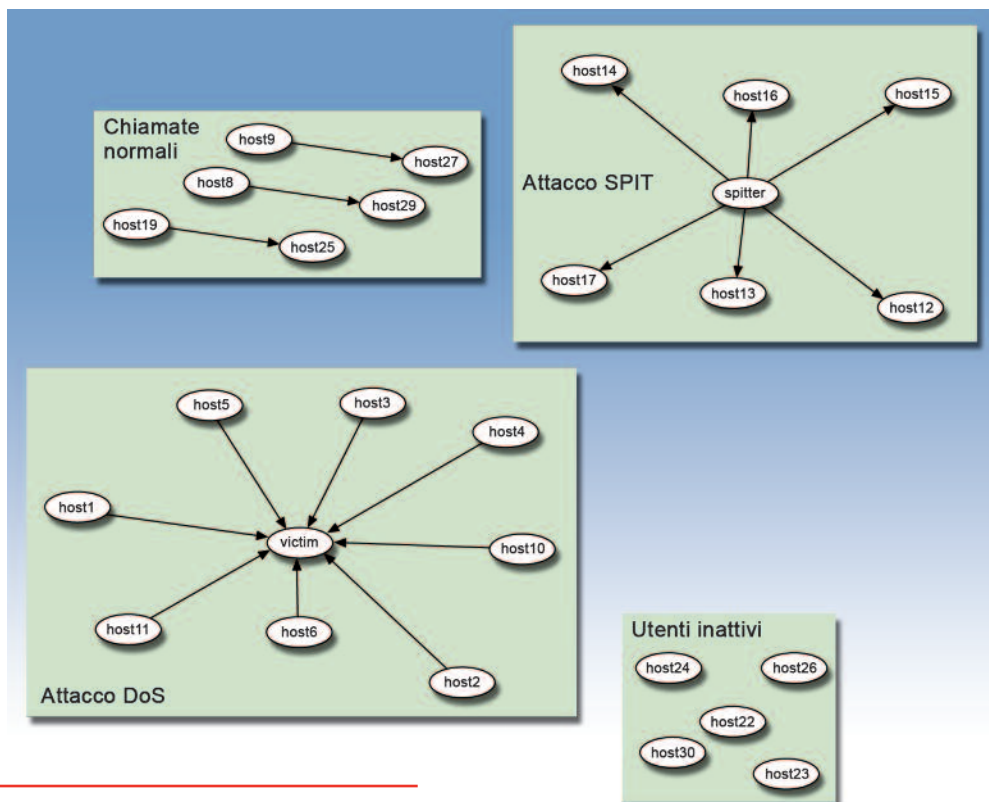 Chiamate
normali
host9
host27
host8
host29
host19
host25
host14
host16
host15
Attacco SPIT
spitter
host17
host13
host12
host5
host3
host4
host1
victim
host10
host11
host6
host2
Attacco DoS
Utenti inattivi
host24
host26
host22
host30
host23